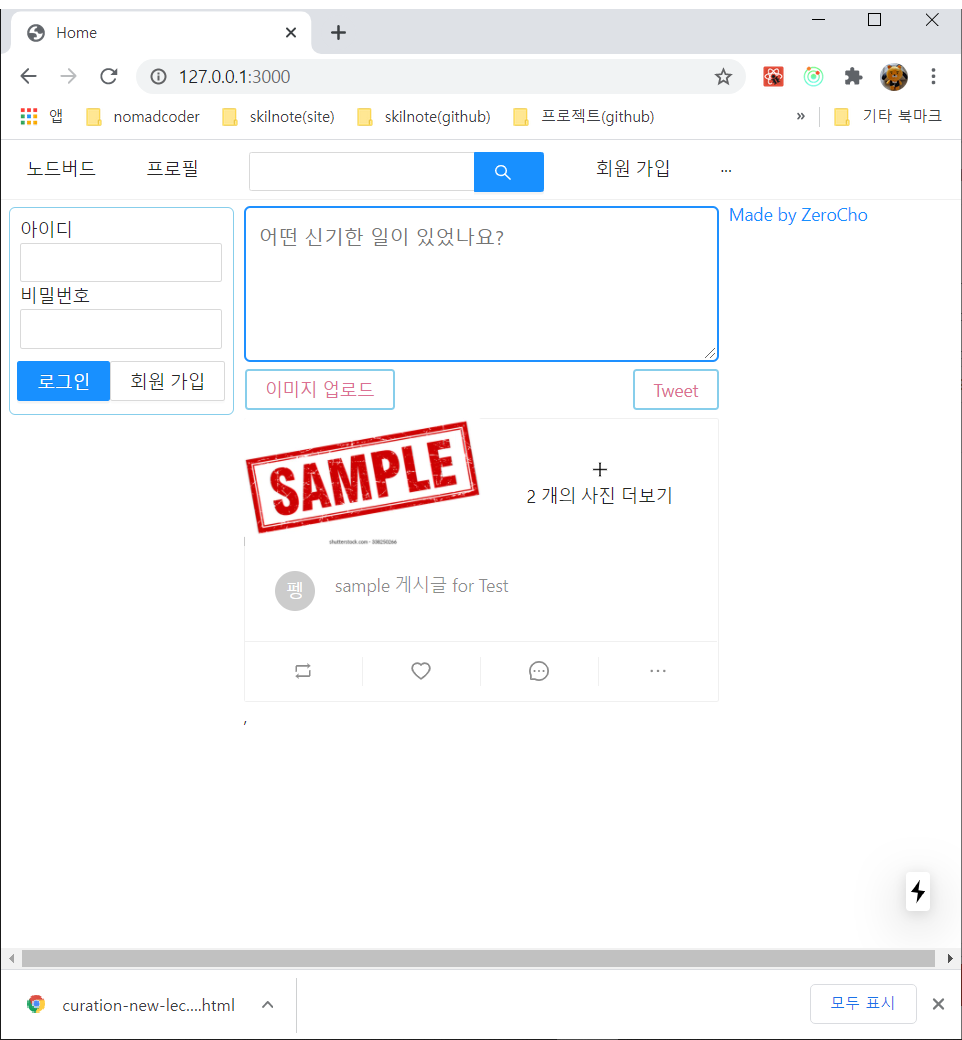 Home
127.0.0.1:3000
앱 nomadcoder skilnote(site) skilnote(github) 프로젝트(github) » 기타 북마크
노드버드 프로필 회원 가입 ...
아이디
비밀번호
로그인 회원 가입
어떤 신기한 일이 있었나요?
이미지 업로드 Tweet
Made by ZeroCho
SAMPLE
shutterstock.com · 338250266
+
2 개의 사진 더보기
펭 sample 게시글 for Test
,
curation-new-lec....html 모두 표시